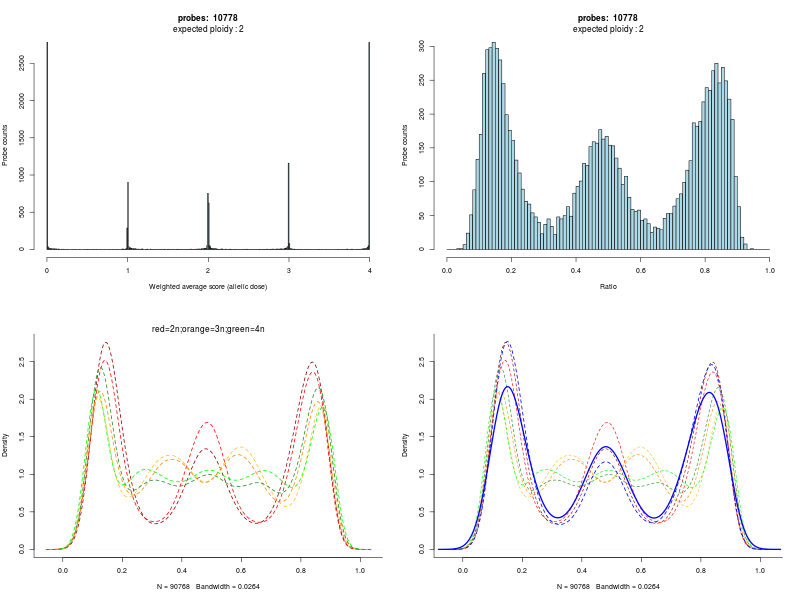 probes: 10778
expected ploidy : 2
Probe counts
2500
2000
1500
1000
500
0
0 1 2 3 4
Weighted average score (allelic dose)
probes: 10778
expected ploidy : 2
Probe counts
300
250
200
150
100
50
0
0.0 0.2 0.4 0.6 0.8 1.0
Ratio
red=2n;orange=3n;green=4n
Density
2.5
2.0
1.5
1.0
0.5
0.0
0.0 0.2 0.4 0.6 0.8 1.0
N = 90768 Bandwidth = 0.0264
Density
2.5
2.0
1.5
1.0
0.5
0.0
0.0 0.2 0.4 0.6 0.8 1.0
N = 90768 Bandwidth = 0.0264